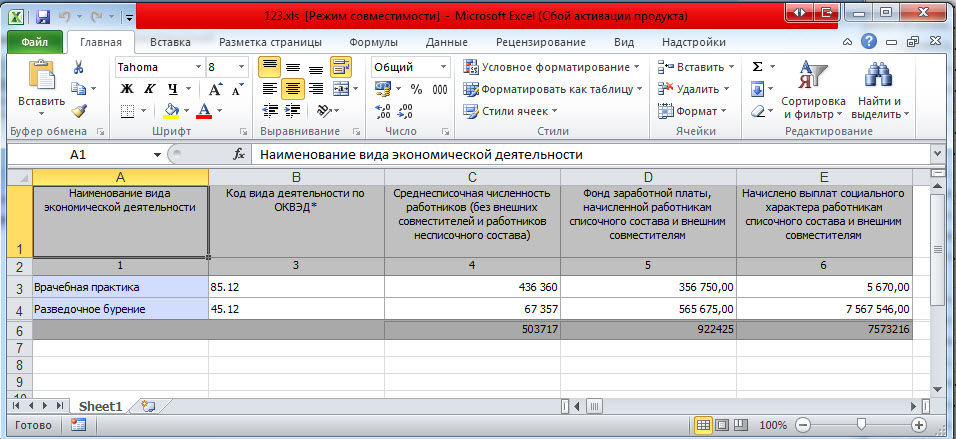 123.xls [Режим совместимости] - Microsoft Excel (Сбой активации продукта)
Файл Главная Вставка Разметка страницы Формулы Данные Рецензирование Вид Надстройки
Вставить
Буфер обмена
Tahoma 8
Ж К Ч
Шрифт
Выравнивание
Общий
% 000
Число
Условное форматирование
Форматировать как таблицу
Стили ячеек
Стили
Вставить
Удалить
Формат
Ячейки
Сортировка и фильтр
Найти и выделить
Редактирование
A1 fx Наименование вида экономической деятельности
A B C D E
1
Наименование вида
экономической деятельности
Код вида деятельности по
ОКВЭД*
Среднесписочная численность
работников (без внешних
совместителей и работников
несписочного состава)
Фонд заработной платы,
начисленной работникам
списочного состава и внешним
совместителям
Начислено выплат социального
характера работникам
списочного состава и внешним
совместителям
2 1 3 4 5 6
3 Врачебная практика 85.12 436 360 356 750,00 5 670,00
4 Разведочное бурение 45.12 67 357 565 675,00 7 567 546,00
6 503717 922425 7573216
7
8
9
10
Sheet1
Готово 100%